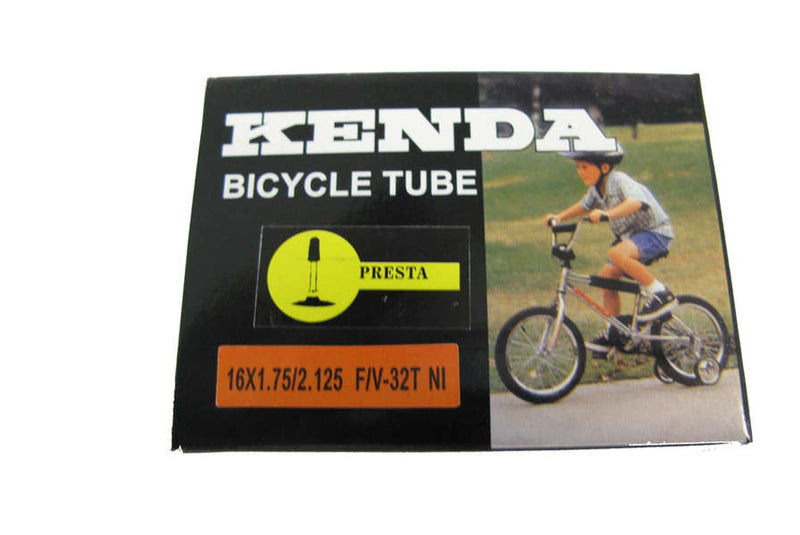 KENDA
BICYCLE TUBE
PRESTA
16X1.75/2.125 F/V-32T NI